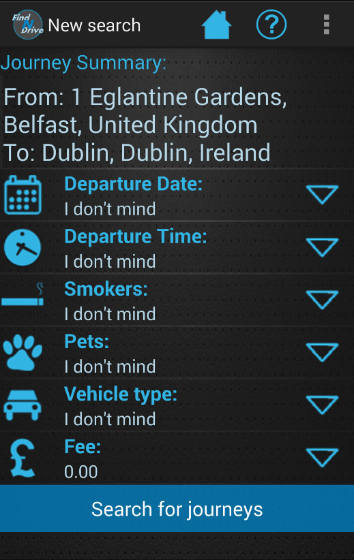 Find N Drive
New search
Journey Summary:
From: 1 Eglantine Gardens,
Belfast, United Kingdom
To: Dublin, Dublin, Ireland
Departure Date:
I don't mind
Departure Time:
I don't mind
Smokers:
I don't mind
Pets:
I don't mind
Vehicle type:
I don't mind
Fee:
0.00
Search for journeys